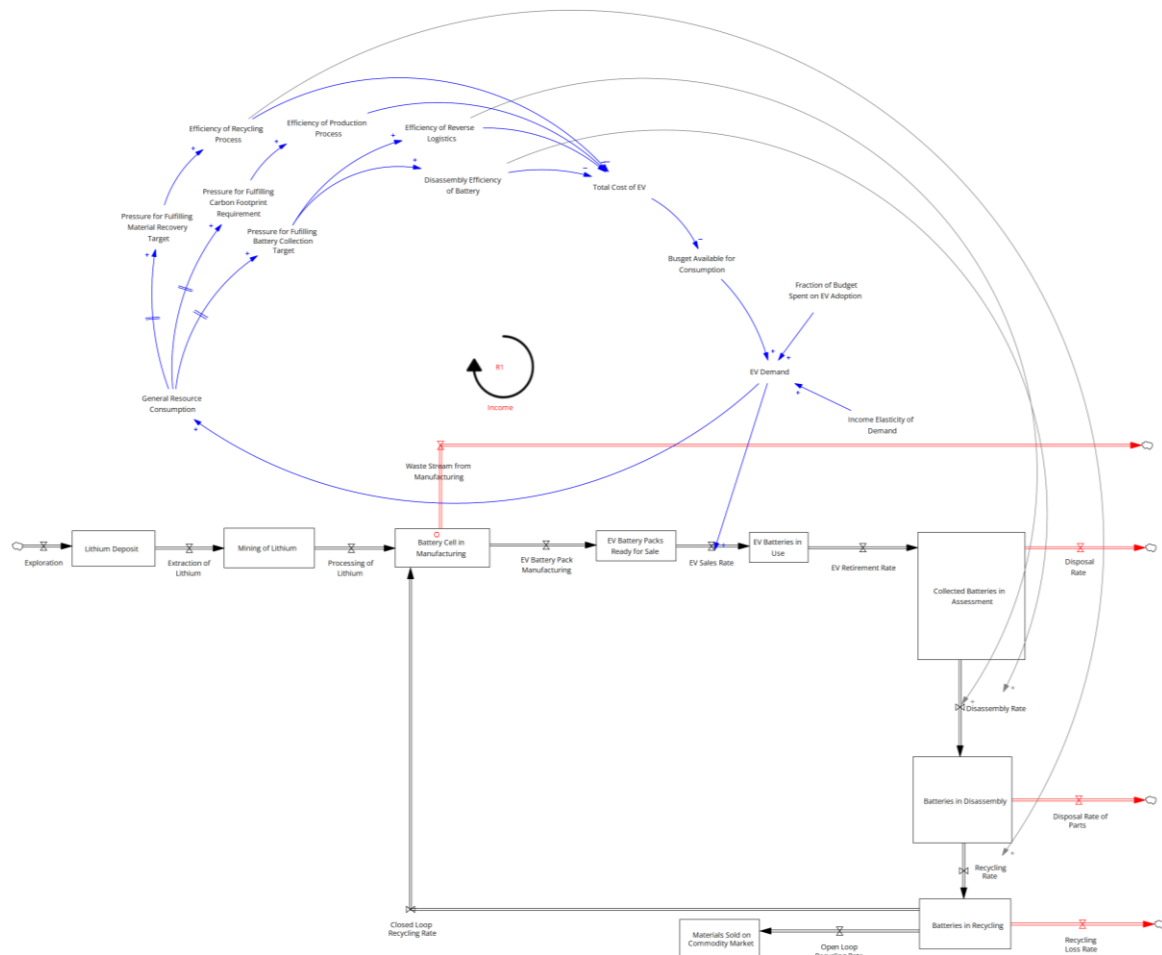 Efficiency of Recycling
Process
Efficiency of Production
Process
Efficiency of Reverse
Logistics
Disassembly Efficiency
of Battery
Total Cost of EV
Pressure for Fulfilling
Carbon Footprint
Requirement
Pressure for Fulfilling
Material Recovery
Target
Pressure for Fufilling
Battery Collection
Target
Busget Available for
Consumption
Fraction of Budget
Spent on EV Adoption
EV Demand
R1
Income
General Resource
Consumption
Income Elasticity of
Demand
Waste Stream from
Manufacturing
Lithium Deposit
Mining of Lithium
Battery Cell in
Manufacturing
EV Battery Packs
Ready for Sale
EV Batteries in
Use
Exploration
Extraction of
Lithium
Processing of
Lithium
EV Battery Pack
Manufacturing
EV Sales Rate
EV Retirement Rate
Collected Batteries in
Assessment
Disposal
Rate
Disassembly Rate
Batteries in Disassembly
Disposal Rate of
Parts
Recycling
Rate
Closed Loop
Recycling Rate
Materials Sold on
Commodity Market
Open Loop
Batteries in Recycling
Recycling
Loss Rate